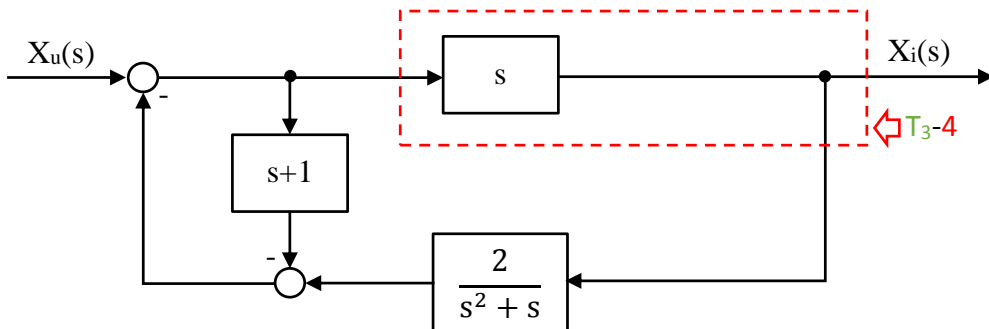 Xu(s)
Xi(s)
-
s
T3-4
s+1
-
2
s² + s